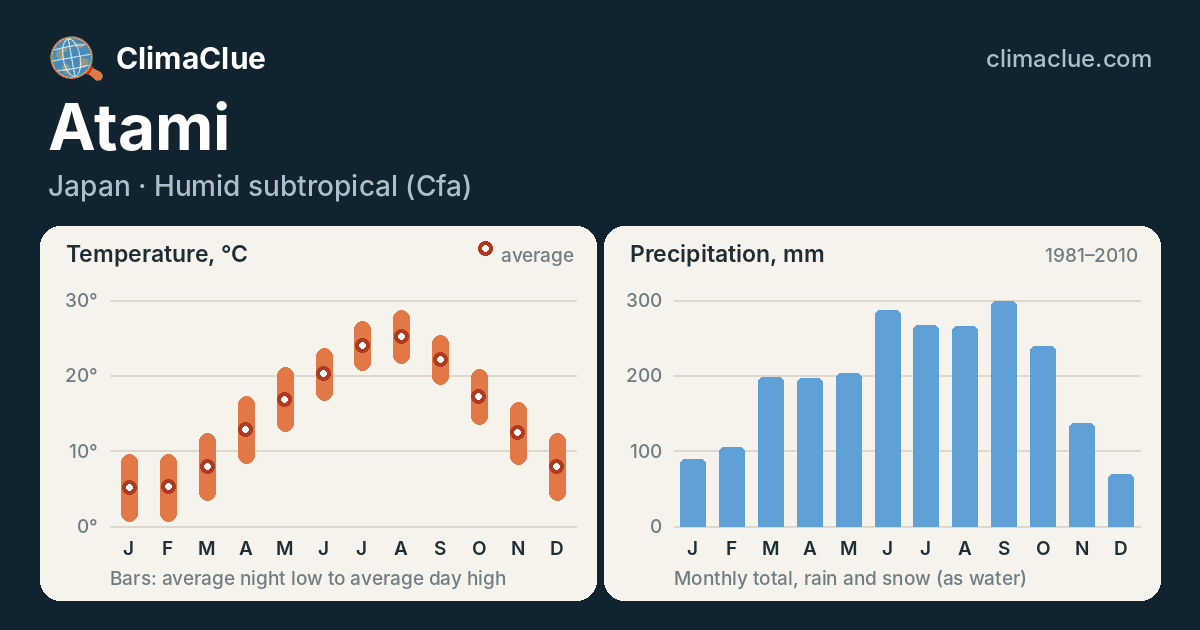 ClimaClue
climaclue.com
Atami
Japan · Humid subtropical (Cfa)
Temperature, °C
average
30°
20°
10°
0°
J F M A M J J A S O N D
Bars: average night low to average day high
Precipitation, mm
1981–2010
300
200
100
0
J F M A M J J A S O N D
Monthly total, rain and snow (as water)